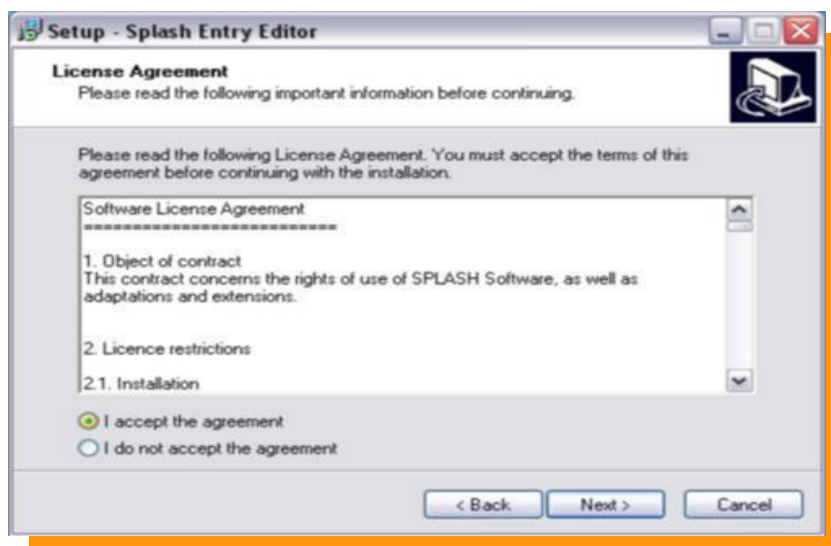 Setup - Splash Entry Editor
License Agreement
Please read the following important information before continuing.
Please read the following License Agreement. You must accept the terms of this
agreement before continuing with the installation.
Software License Agreement
==========================
1. Object of contract
This contract concerns the rights of use of SPLASH Software, as well as
adaptations and extensions.
2. Licence restrictions
2.1. Installation
I accept the agreement
I do not accept the agreement
< Back
Next >
Cancel